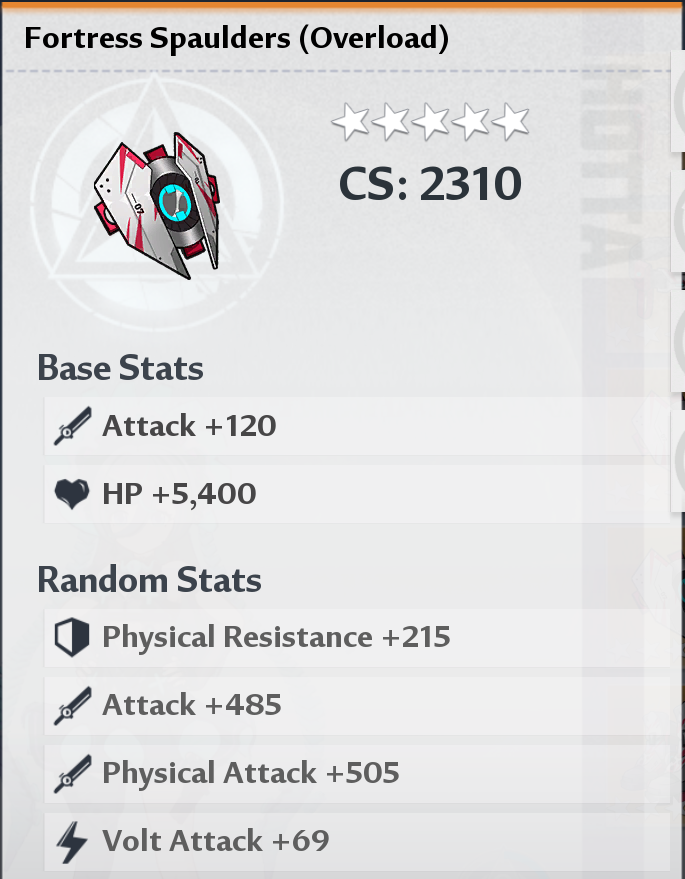 Fortress Spaulders (Overload)
CS: 2310
Base Stats
Attack +120
HP +5,400
Random Stats
Physical Resistance +215
Attack +485
Physical Attack +505
Volt Attack +69